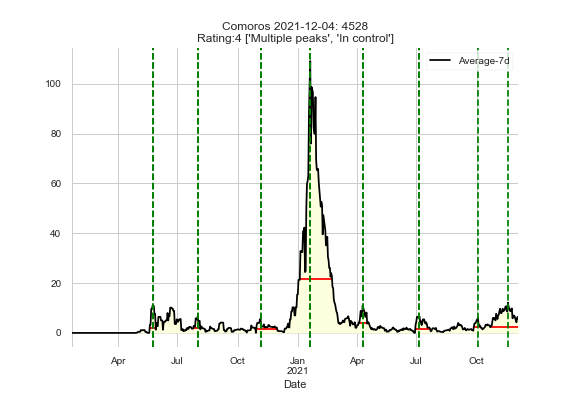 Comoros 2021-12-04: 4528
Rating:4 ['Multiple peaks', 'In control']
Average-7d
100
80
60
40
20
0
Apr
Jul
Oct
Jan
2021
Apr
Jul
Oct
Date